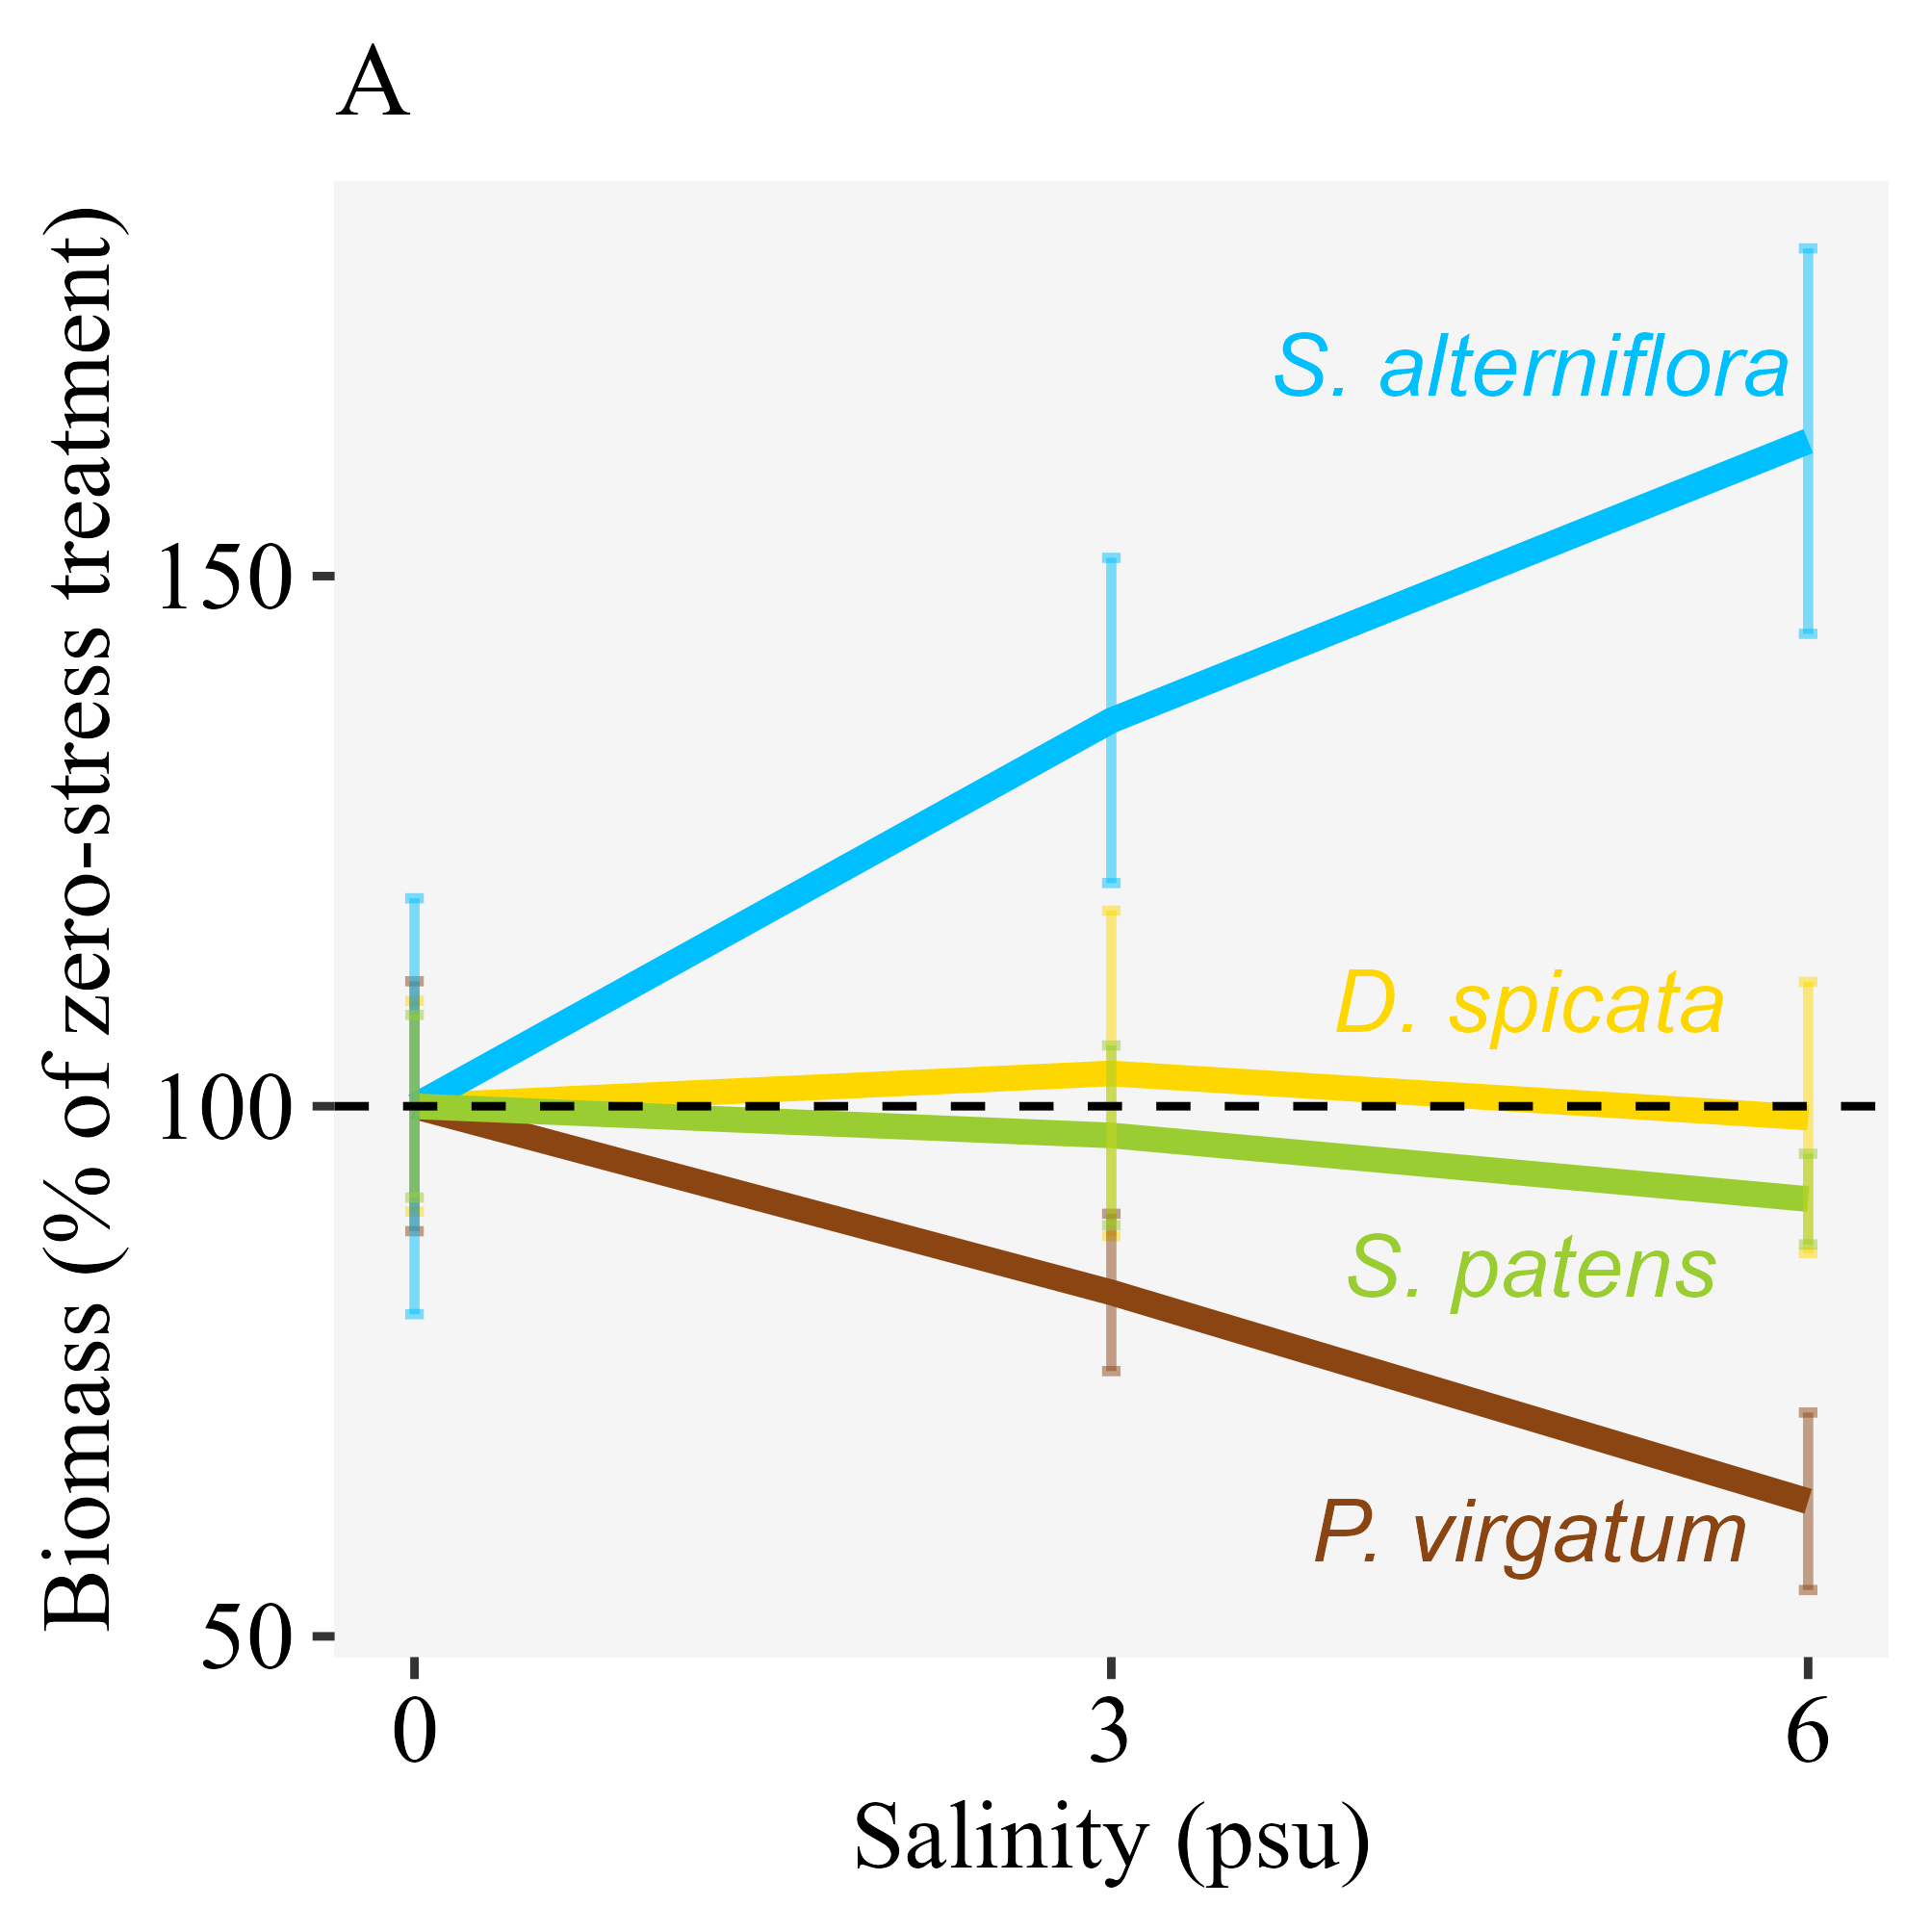 A
Biomass (% of zero-stress treatment)
150
100
50
S. alterniflora
D. spicata
S. patens
P. virgatum
0 3 6
Salinity (psu)